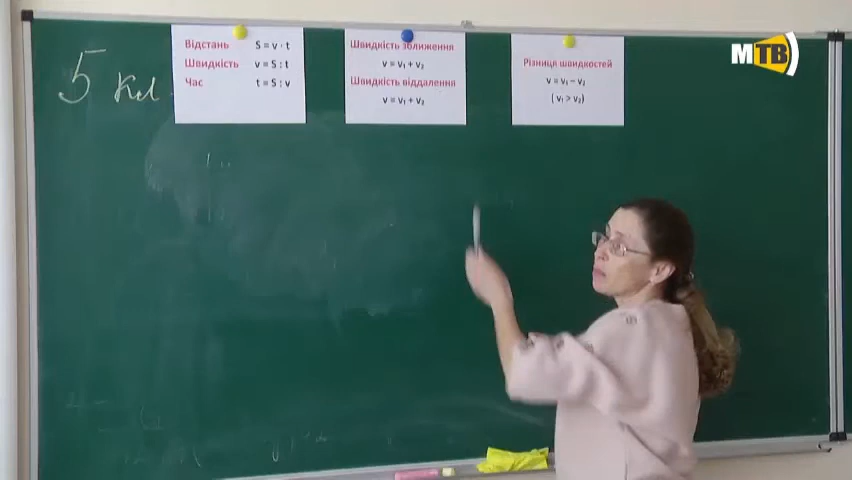 МТВ
5 кл
Відстань S = v · t
Швидкість v = S : t
Час t = S : v
Швидкість зближення
v = v₁ + v₂
Швидкість віддалення
v = v₁ + v₂
Різниця швидкостей
v = v₁ – v₂
( v₁ > v₂)